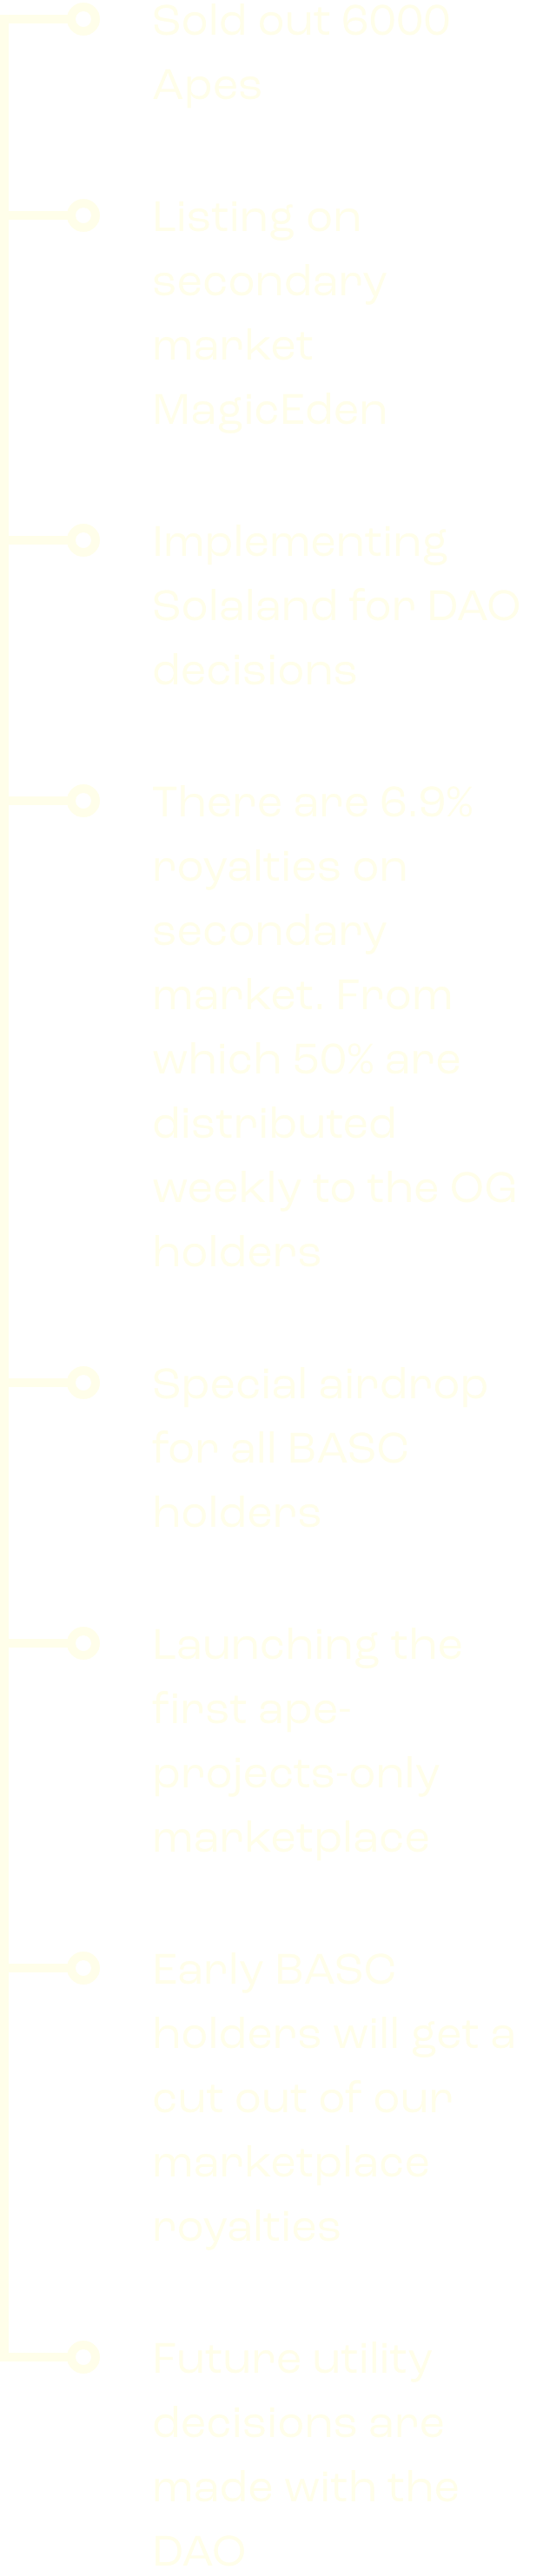 Sold out 6000
Apes
Listing on
secondary
market
MagicEden
Implementing
Solaland for DAO
decisions
There are 6.9%
royalties on
secondary
market. From
which 50% are
distributed
weekly to the OG
holders
Special airdrop
for all BASC
holders
Launching the
first ape-
projects-only
marketplace
Early BASC
holders will get a
cut out of our
marketplace
royalties
Future utility
decisions are
made with the
DAO